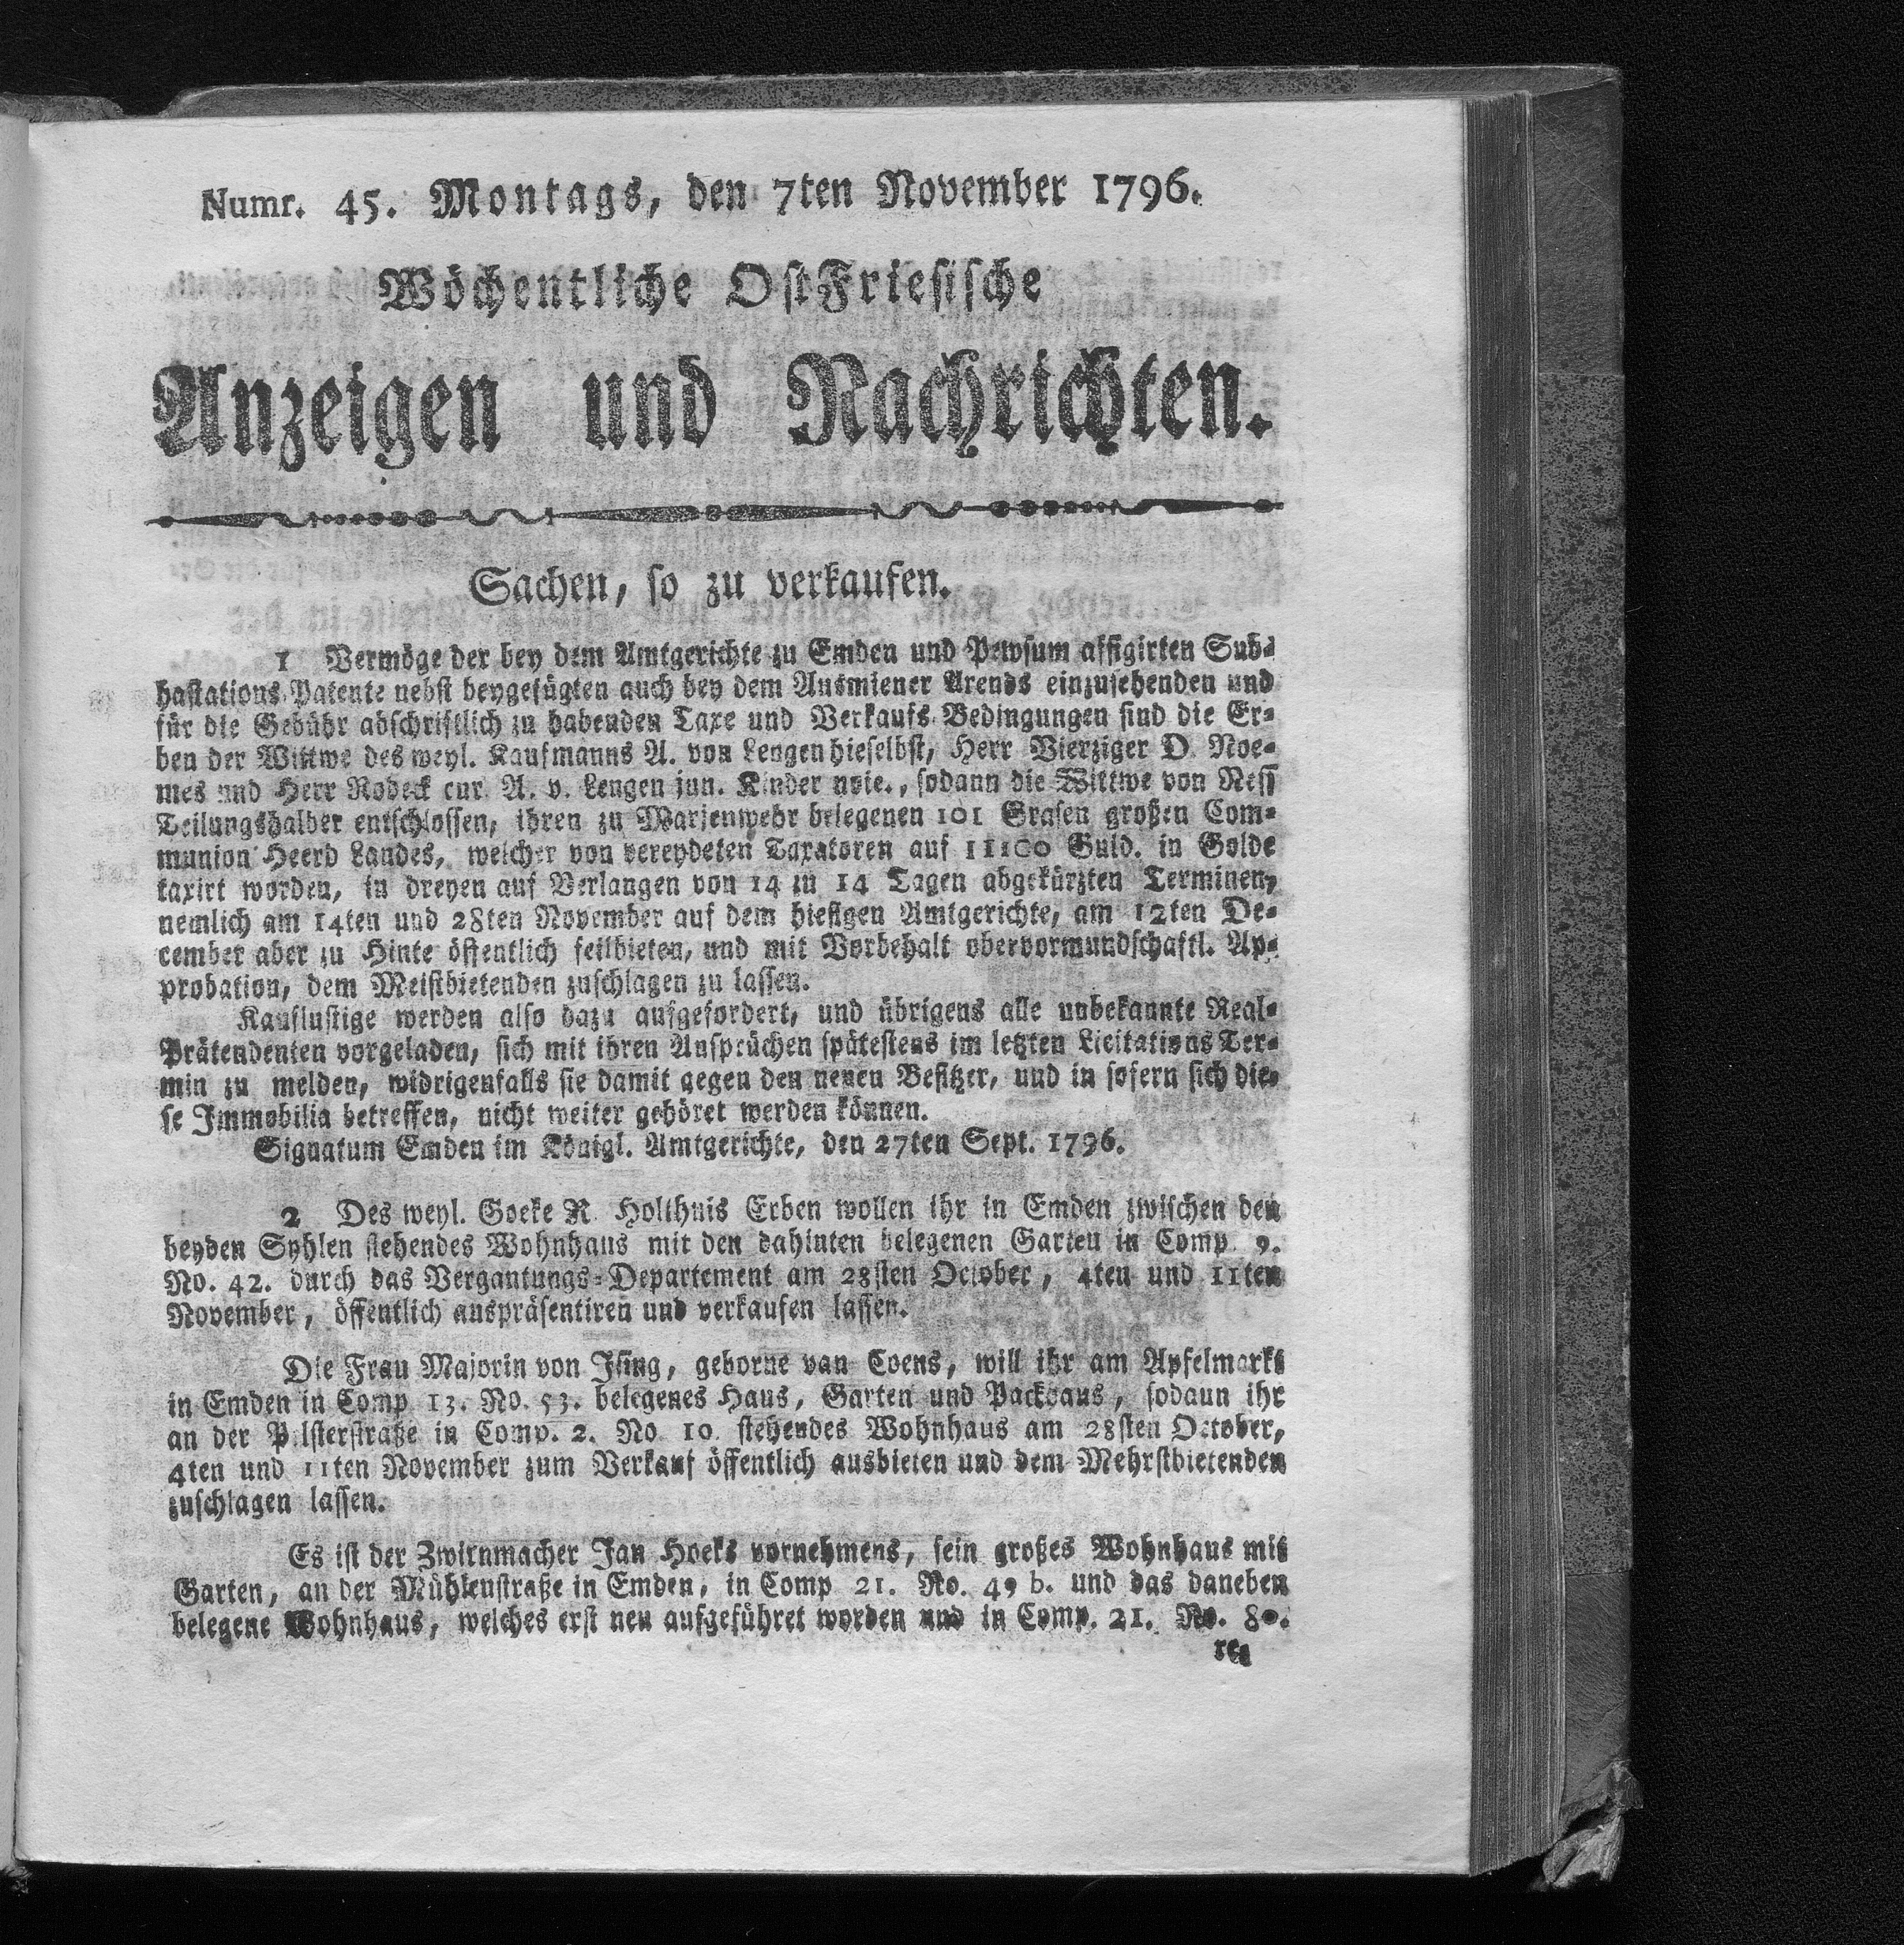 Numr. 45. Montags, den 7ten November 1796.
Wöchentliche OstFriesische
Anzeigen und Nachrichten.
Sachen, so zu verkaufen.
1 Vermöge der bey dem Amtgerichte zu Emden und Pewsum affigirten Sub-
hastations Patente nebst beygefügten auch bey dem Ausmiener Arends einzusehenden und
für die Gebühr abschriftlich zu habenden Taxe und Verkaufs Bedingungen sind die Er-
ben der Wittwe des weyl. Kaufmanns A. von Lengen hieselbst, Herr Vierziger D. Noe-
mes und Herr Rodeck cur. A. v. Lengen jun. Kinder noie., sodann die Wittwe von Ness
Teilungshalber entschlossen, ihren zu Marjenwehr belegenen 101 Grasen großen Com-
munion Heerd Landes, welcher von vereydeten Taxatoren auf 11100 Guld. in Golde
taxirt worden, in dreyen auf Verlangen von 14 zu 14 Tagen abgekürzten Terminen,
nemlich am 14ten und 28ten November auf dem hiesigen Amtgerichte, am 12ten De-
cember aber zu Hinte öffentlich feilbieten, und mit Vorbehalt obervormundschaftl. Ap-
probation, dem Meistbietenden zuschlagen zu lassen.
Kauflustige werden also dazu aufgefordert, und übrigens alle unbekannte Real-
Prätendenten vorgeladen, sich mit ihren Ansprüchen spätestens im letzten Licitations Ter-
min zu melden, widrigenfalls sie damit gegen den neuen Besitzer, und in sofern sich die-
se Immobilia betreffen, nicht weiter gehöret werden können.
Signatum Emden im Königl. Amtgerichte, den 27ten Sept. 1796.
2 Des weyl. Goeke R. Holthuis Erben wollen ihr in Emden zwischen den
beyden Syhlen stehendes Wohnhaus mit den dahinten belegenen Garten in Comp. 9.
No. 42. durch das Vergantungs-Departement am 28sten October, 4ten und 11ten
November, öffentlich auspräsentiren und verkaufen lassen.
Die Frau Majorin von Ising, geborne van Coens, will ihr am Apfelmarkt
in Emden in Comp 13. No. 53. belegenes Haus, Garten und Packhaus, sodann ihr
an der Pelsterstraße in Comp. 2. No 10. stehendes Wohnhaus am 28sten October,
4ten und 11ten November zum Verkauf öffentlich ausbieten und dem Mehrstbietenden
zuschlagen lassen.
Es ist der Zwirnmacher Jan Hoeks vornehmens, sein großes Wohnhaus mit
Garten, an der Mühlenstraße in Emden, in Comp 21. No. 49 b. und das daneben
belegene Wohnhaus, welches erst neu aufgeführet worden und in Comp. 21. No. 80.
re-